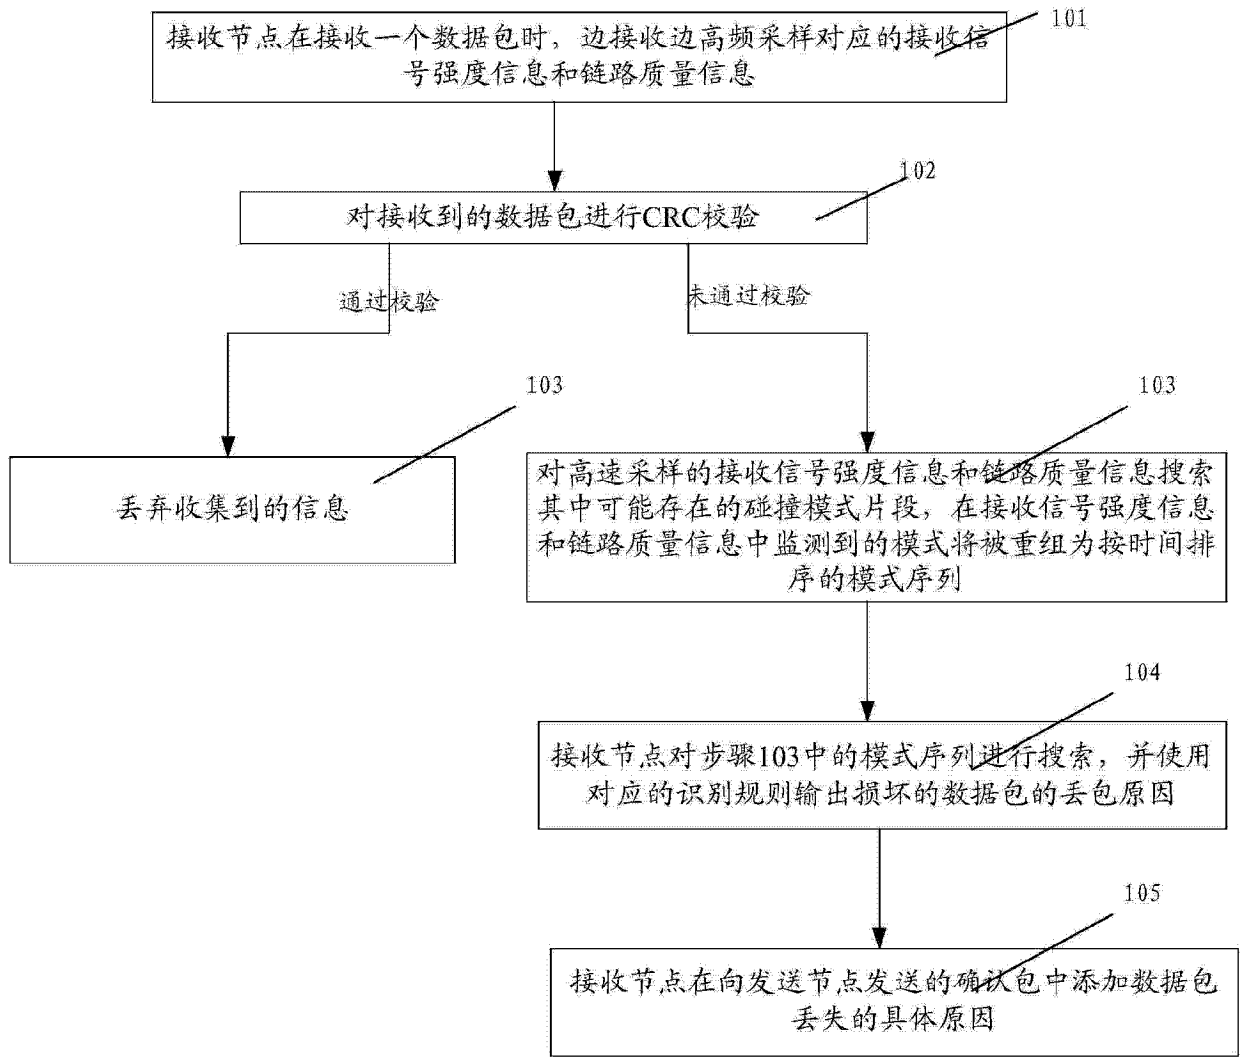 101
接收节点在接收一个数据包时，边接收边高频采样对应的接收信
号强度信息和链路质量信息
102
对接收到的数据包进行CRC校验
通过校验
未通过校验
103
103
丢弃收集到的信息
对高速采样的接收信号强度信息和链路质量信息搜索
其中可能存在的碰撞模式片段，在接收信号强度信息
和链路质量信息中监测到的模式将被重组为按时间排
序的模式序列
104
接收节点对步骤103中的模式序列进行搜索，并使用
对应的识别规则输出损坏的数据包的丢包原因
105
接收节点在向发送节点发送的确认包中添加数据包
丢失的具体原因